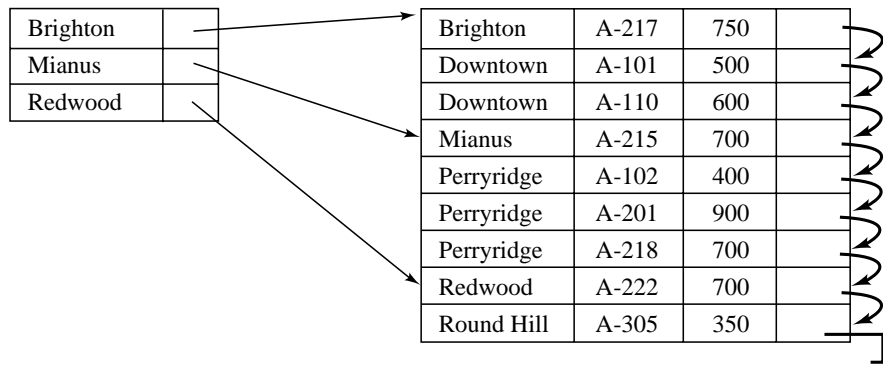 Brighton
Mianus
Redwood
Brighton A-217 750
Downtown A-101 500
Downtown A-110 600
Mianus A-215 700
Perryridge A-102 400
Perryridge A-201 900
Perryridge A-218 700
Redwood A-222 700
Round Hill A-305 350